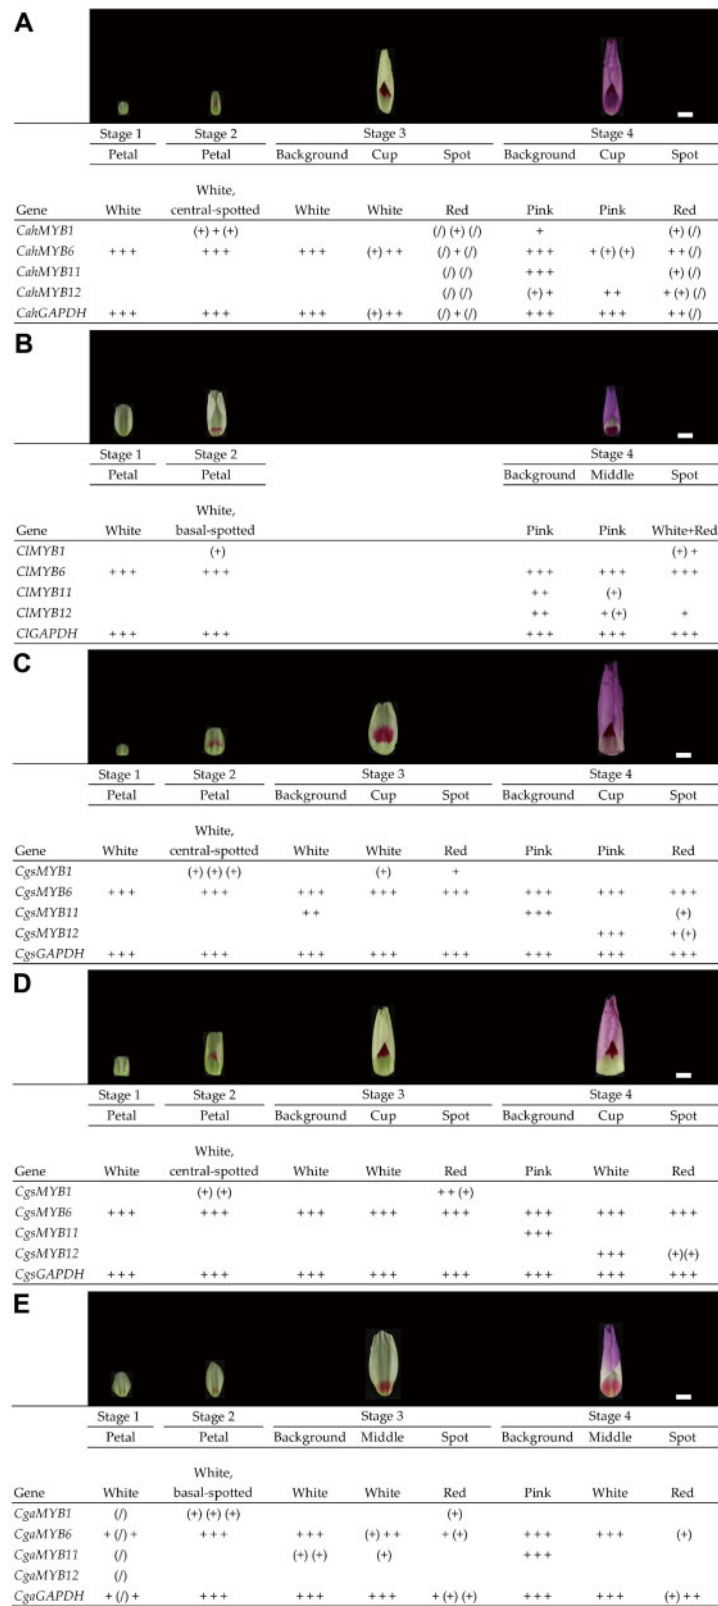 A
Stage 1 Stage 2 Stage 3 Stage 4
Petal Petal Background Cup Spot Background Cup Spot
White,
Gene White central-spotted White White Red Pink Pink Red
CahMYB1 (+) + (+) (/) (+) (/) + (+) (/)
CahMYB6 + + + + + + + + + (+) + + (/) + (/) + + + + (+) (+) + + (/)
CahMYB11 (/) (/) + + + (+) (/)
CahMYB12 (/) (/) (+) + + + + (+) (/)
CahGAPDH + + + + + + + + + (+) + + (/) + (/) + + + + + + + + (/)
B
Stage 1 Stage 2 Stage 4
Petal Petal Background Middle Spot
White,
Gene White basal-spotted Pink Pink White+Red
ClMYB1 (+) (+) +
ClMYB6 + + + + + + + + + + + + + + +
ClMYB11 + + (+)
ClMYB12 + + + (+) +
ClGAPDH + + + + + + + + + + + + + + +
C
Stage 1 Stage 2 Stage 3 Stage 4
Petal Petal Background Cup Spot Background Cup Spot
White,
Gene White central-spotted White White Red Pink Pink Red
CgsMYB1 (+) (+) (+) (+) +
CgsMYB6 + + + + + + + + + + + + + + + + + + + + + + + +
CgsMYB11 + + + + + (+)
CgsMYB12 + + + + (+)
CgsGAPDH + + + + + + + + + + + + + + + + + + + + + + + +
D
Stage 1 Stage 2 Stage 3 Stage 4
Petal Petal Background Cup Spot Background Cup Spot
White,
Gene White central-spotted White White Red Pink White Red
CgsMYB1 (+) (+) + + (+)
CgsMYB6 + + + + + + + + + + + + + + + + + + + + + + + +
CgsMYB11 + + +
CgsMYB12 + + + (+)(+)
CgsGAPDH + + + + + + + + + + + + + + + + + + + + + + + +
E
Stage 1 Stage 2 Stage 3 Stage 4
Petal Petal Background Middle Spot Background Middle Spot
White,
Gene White basal-spotted White White Red Pink White Red
CgaMYB1 (/) (+) (+) (+) (+)
CgaMYB6 + (/) + + + + + + + (+) + + + (+) + + + + + + (+)
CgaMYB11 (/) (+) (+) (+) + + +
CgaMYB12 (/)
CgaGAPDH + (/) + + + + + + + + + + + (+) (+) + + + + + + (+) + +